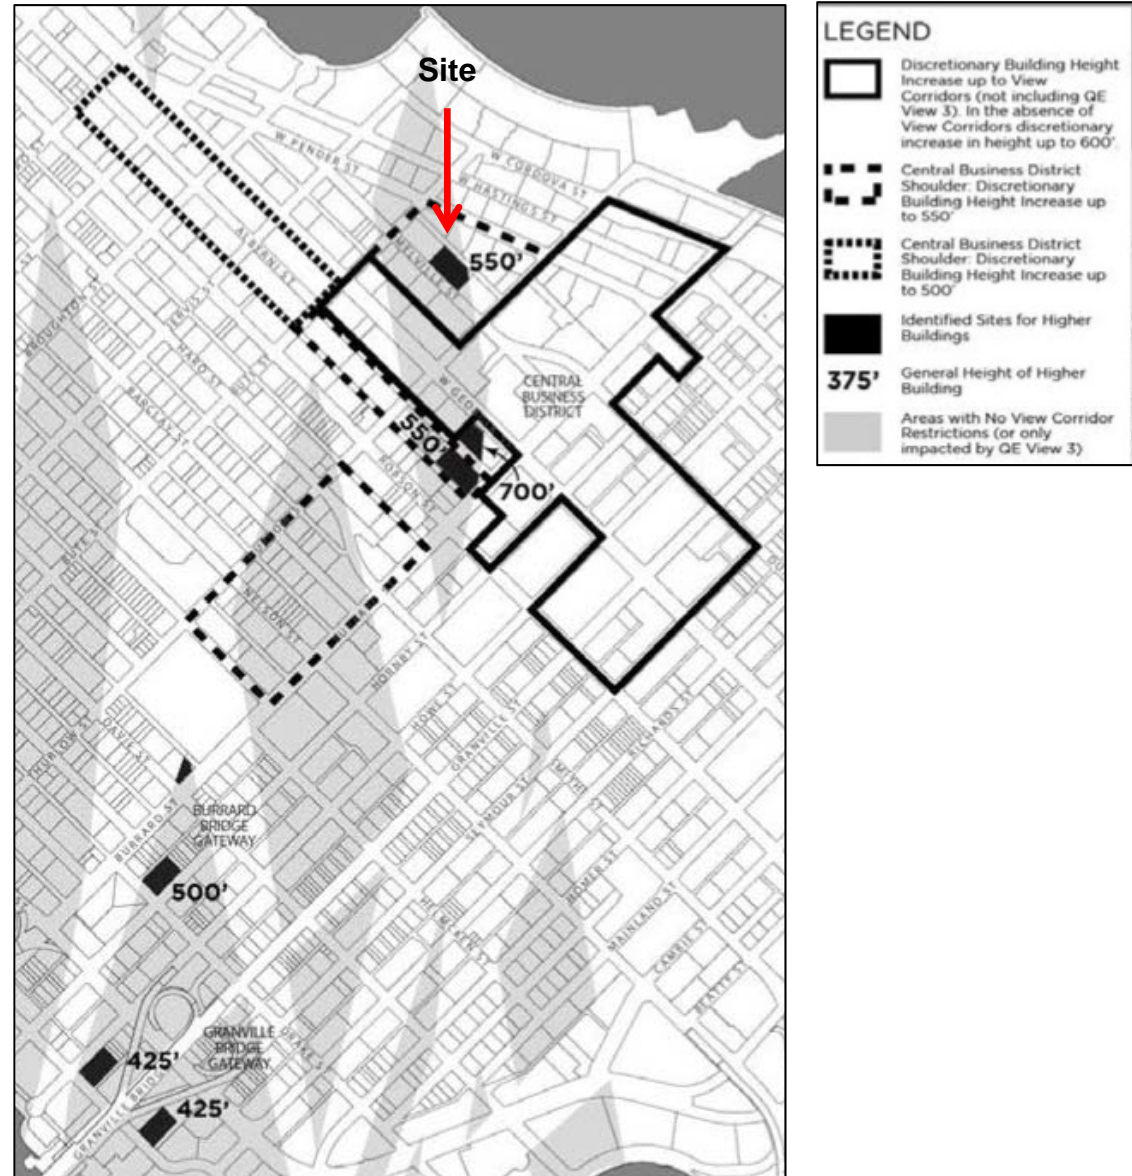 Site
W PENDER ST
W CORDOVA ST
W HASTINGS ST
ALBERNI ST
MELVILLE ST
550'
JERVIS ST
BROUGHTON ST
HARO ST
BARCLAY ST
CENTRAL
BUSINESS
DISTRICT
W GEO
550'
ROBSON ST
700'
BUTE ST
NELSON ST
HORNBY ST
HOWE ST
GRANVILLE ST
SEYMOUR ST
RICHARDS ST
SMYTHE ST
DAVIE ST
BURRARD ST
BURRARD
BRIDGE
GATEWAY
500'
HOMER ST
MAINLAND ST
HELMCKEN ST
CAMBIE ST
BEATTY ST
GRANVILLE
BRIDGE
GATEWAY
DRAKE S
425'
425'
GRANVILLE BRIDG
LEGEND
Discretionary Building Height
Increase up to View
Corridors (not including QE
View 3). In the absence of
View Corridors discretionary
increase in height up to 600'.
Central Business District
Shoulder: Discretionary
Building Height Increase up
to 550'
Central Business District
Shoulder: Discretionary
Building Height Increase up
to 500'
Identified Sites for Higher
Buildings
375' General Height of Higher
Building
Areas with No View Corridor
Restrictions (or only
impacted by QE View 3)